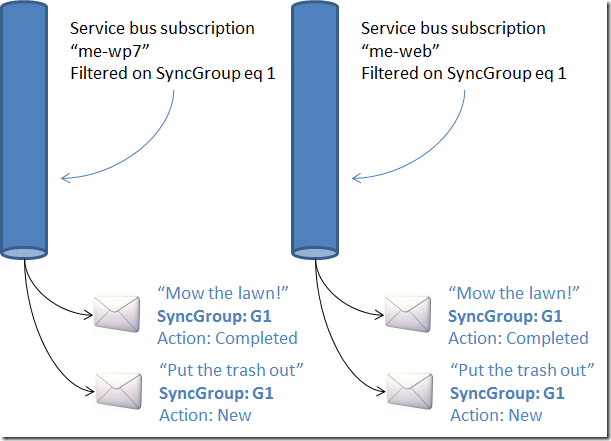 Service bus subscription
“me-wp7”
Filtered on SyncGroup eq 1
Service bus subscription
“me-web”
Filtered on SyncGroup eq 1
“Mow the lawn!”
SyncGroup: G1
Action: Completed
“Put the trash out”
SyncGroup: G1
Action: New
“Mow the lawn!”
SyncGroup: G1
Action: Completed
“Put the trash out”
SyncGroup: G1
Action: New